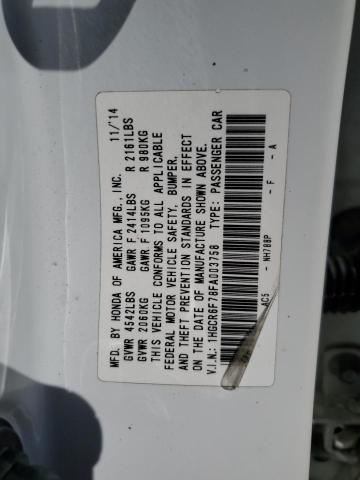 MFD. BY HONDA OF AMERICA MFG., INC. 11/'14
GVWR 4542LBS GAWR F 2414LBS R 2161LBS
GVWR 2060KG GAWR F 1095KG R 980KG
THIS VEHICLE CONFORMS TO ALL APPLICABLE
FEDERAL MOTOR VEHICLE SAFETY, BUMPER,
AND THEFT PREVENTION STANDARDS IN EFFECT
ON THE DATE OF MANUFACTURE SHOWN ABOVE.
V.I.N.: 1HGCR6F78FA003758 TYPE: PASSENGER CAR
AC5 NH788P F A